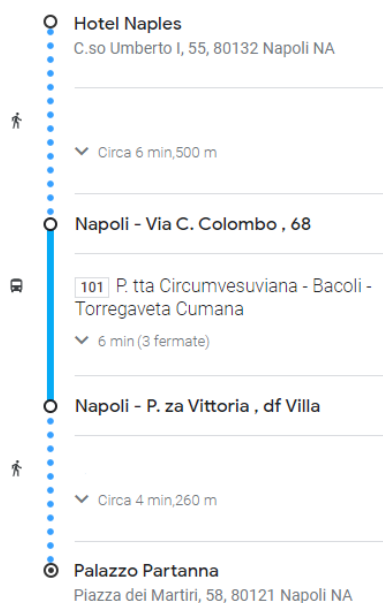 Hotel Naples
C.so Umberto I, 55, 80132 Napoli NA
Circa 6 min,500 m
Napoli - Via C. Colombo , 68
101 P. tta Circumvesuviana - Bacoli -
Torregaveta Cumana
6 min (3 fermate)
Napoli - P. za Vittoria , df Villa
Circa 4 min,260 m
Palazzo Partanna
Piazza dei Martiri, 58, 80121 Napoli NA